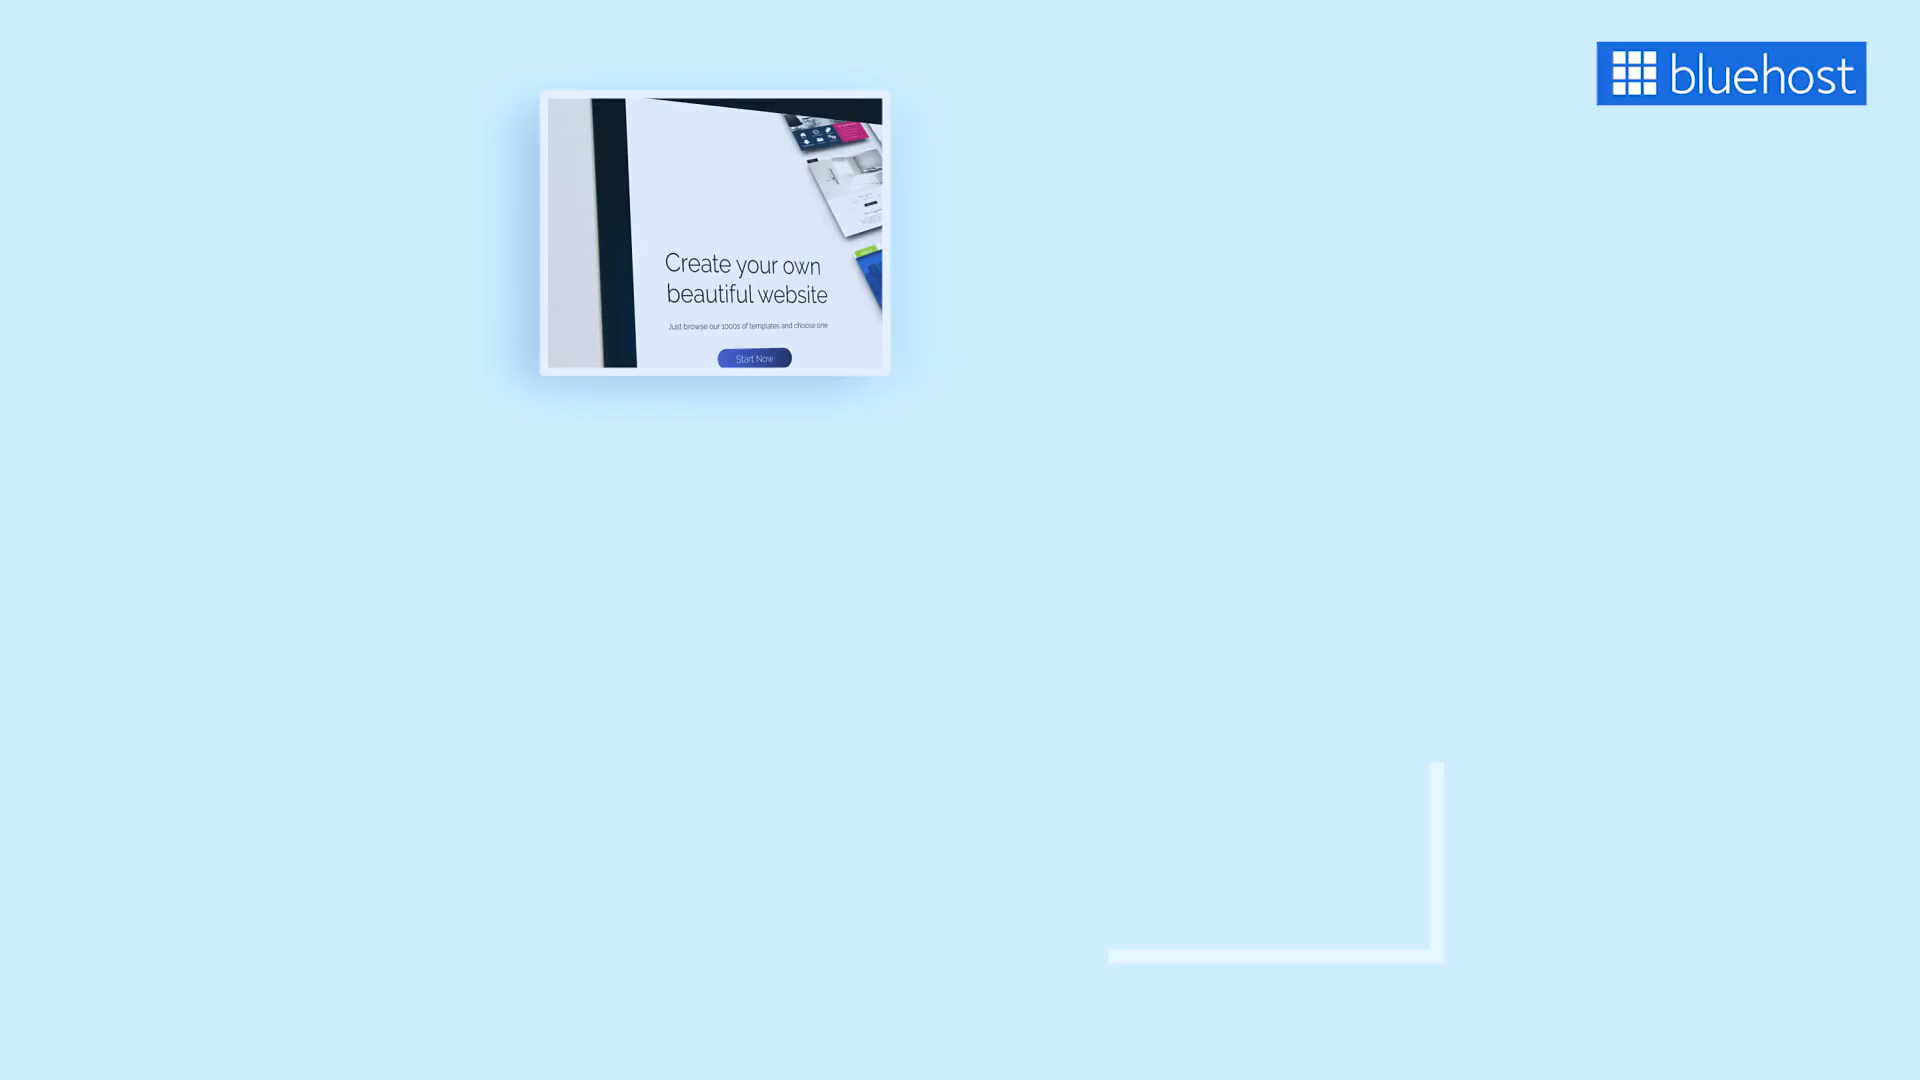 bluehost
Create your own
beautiful website
Just browse our 1000s of templates and choose one
Start Now